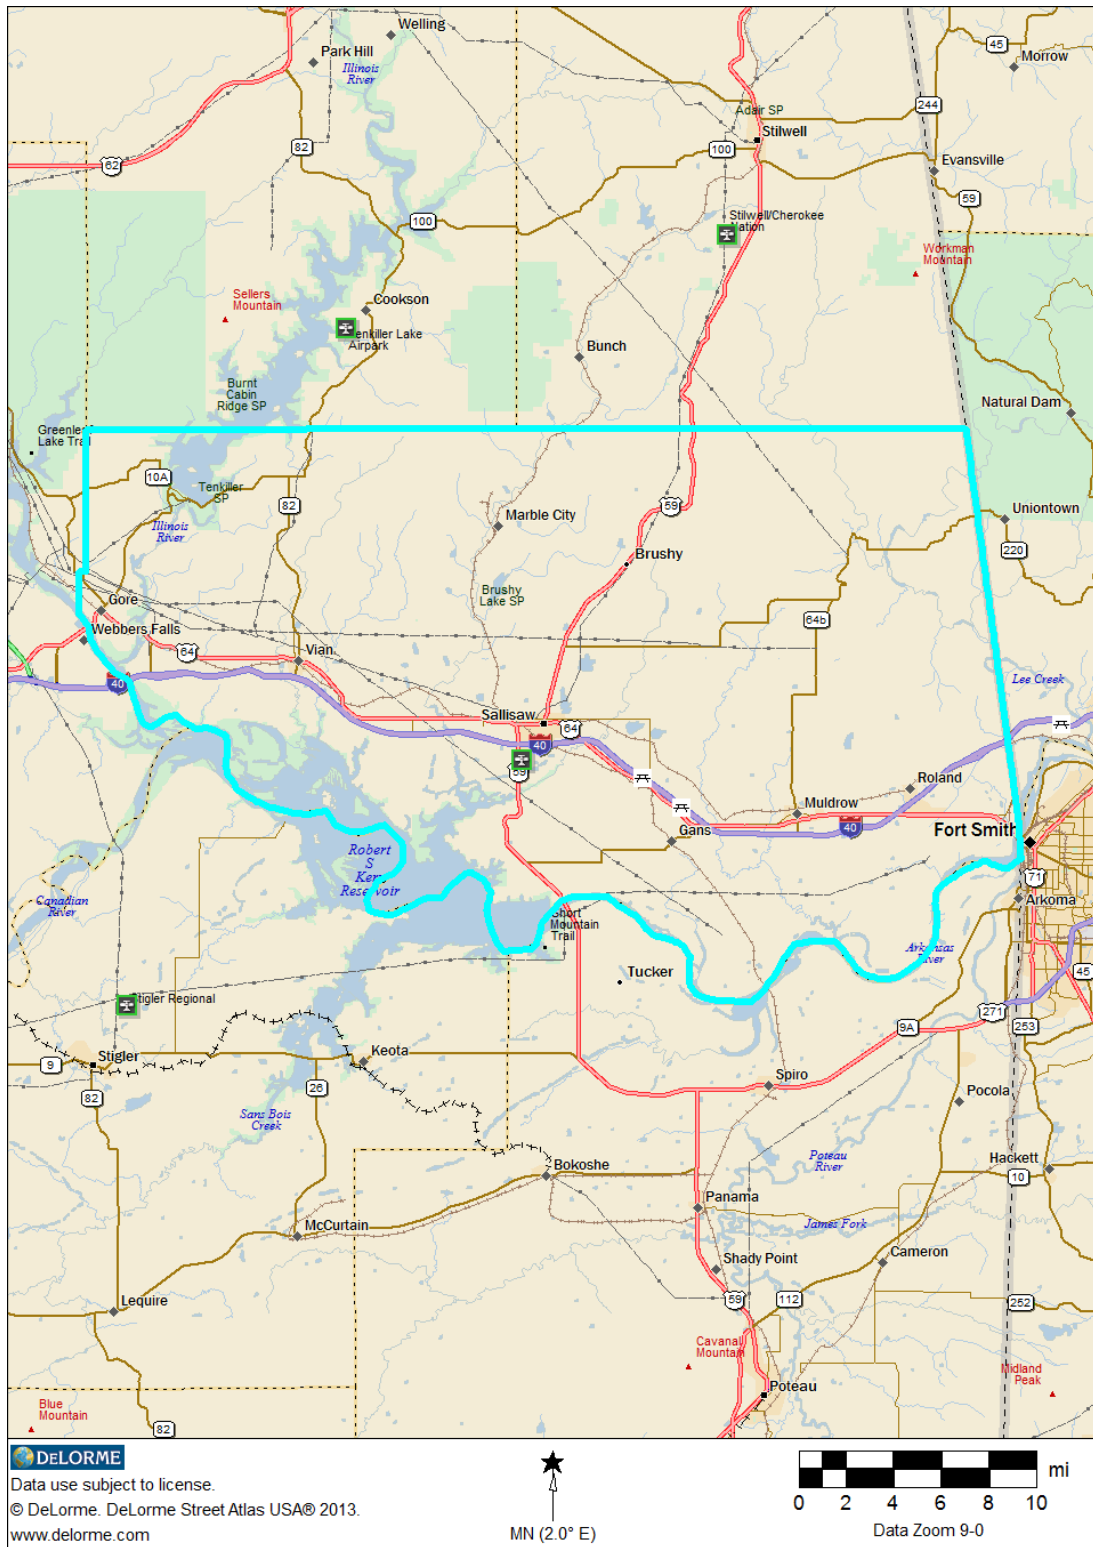 Welling
Park Hill
Illinois
River
45
Morrow
244
Adair SP
Stilwell
82
100
62
Evansville
59
Stilwell/Cherokee
Nation
100
Workman
Mountain
Sellers
Mountain
Cookson
Tenkiller Lake
Airpark
Bunch
Burnt
Cabin
Ridge SP
Natural Dam
Greenleaf
Lake Trail
10A
Tenkiller
SP
82
59
Marble City
Uniontown
Illinois
River
220
Brushy
Brushy
Lake SP
Gore
64b
Webbers Falls
64
Vian
40
Lee Creek
Sallisaw
64
40
59
Roland
Muldrow
40
Gans
Fort Smith
Robert
S
Kerr
Reservoir
71
Canadian
River
Arkoma
Short
Mountain
Trail
Arkansas
River
Tucker
45
Stigler Regional
271
9A
253
Stigler
9
Keota
82
26
Spiro
Pocola
Sans Bois
Creek
Poteau
River
Hackett
Bokoshe
10
Panama
McCurtain
James Fork
Shady Point
Cameron
Lequire
59
112
252
Cavanal
Mountain
Midland
Peak
Poteau
Blue
Mountain
82
DELORME
Data use subject to license.
© DeLorme. DeLorme Street Atlas USA® 2013.
www.delorme.com
MN (2.0° E)
mi
0 2 4 6 8 10
Data Zoom 9-0